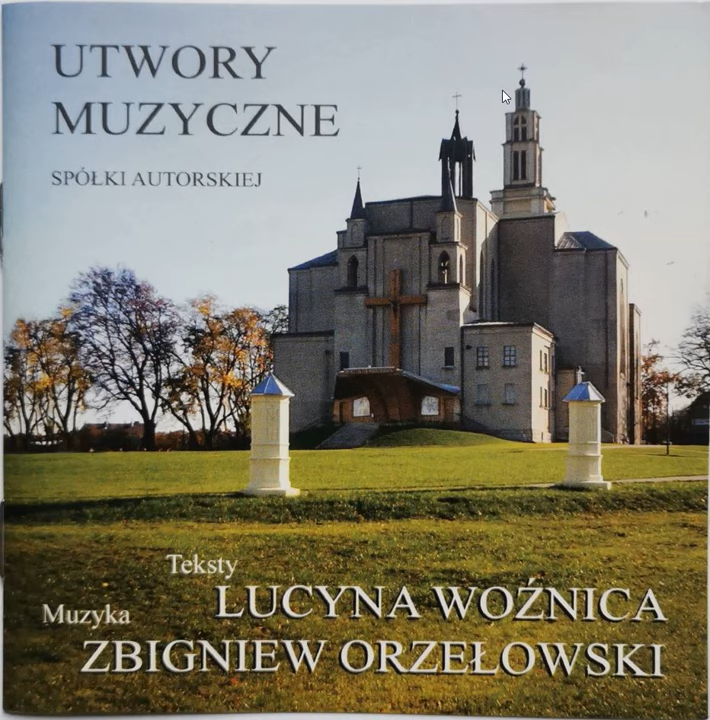 UTWORY
MUZYCZNE
SPÓŁKI AUTORSKIEJ
Teksty
LUCYNA WOŹNICA
Muzyka
ZBIGNIEW ORZEŁOWSKI